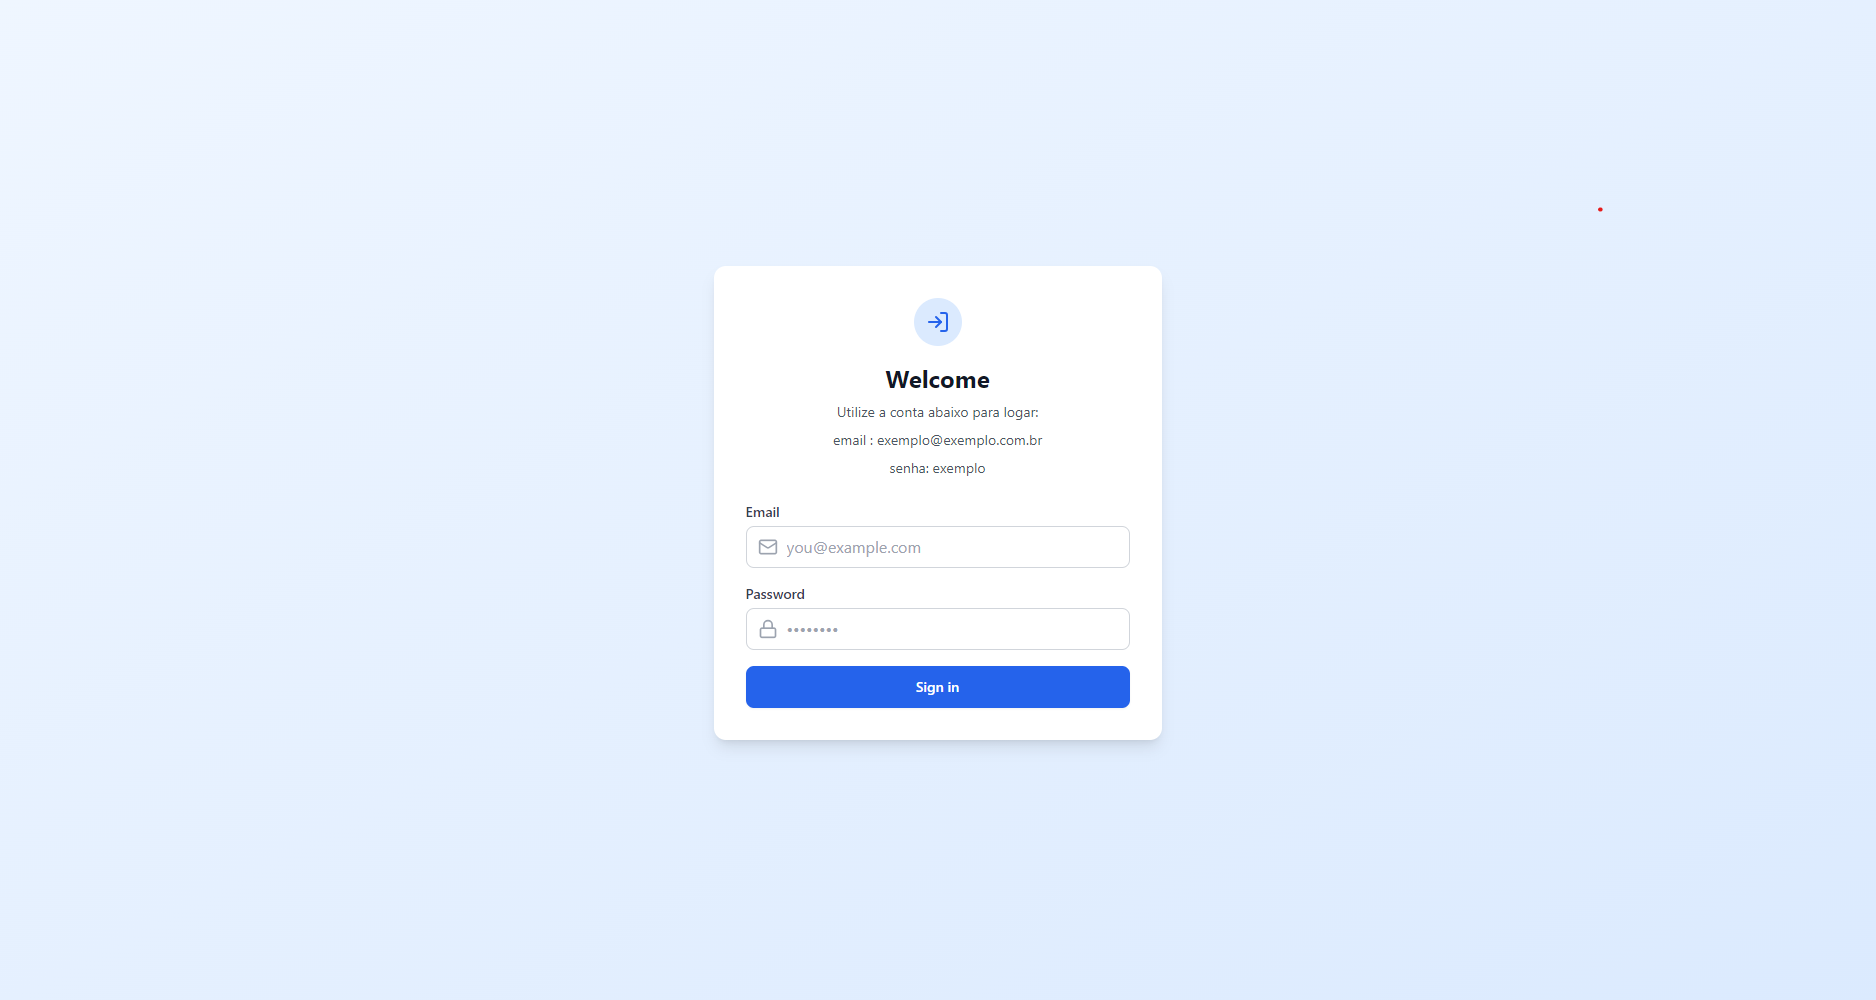 Welcome
Utilize a conta abaixo para logar:
email : exemplo@exemplo.com.br
senha: exemplo
Email
you@example.com
Password
••••••••
Sign in